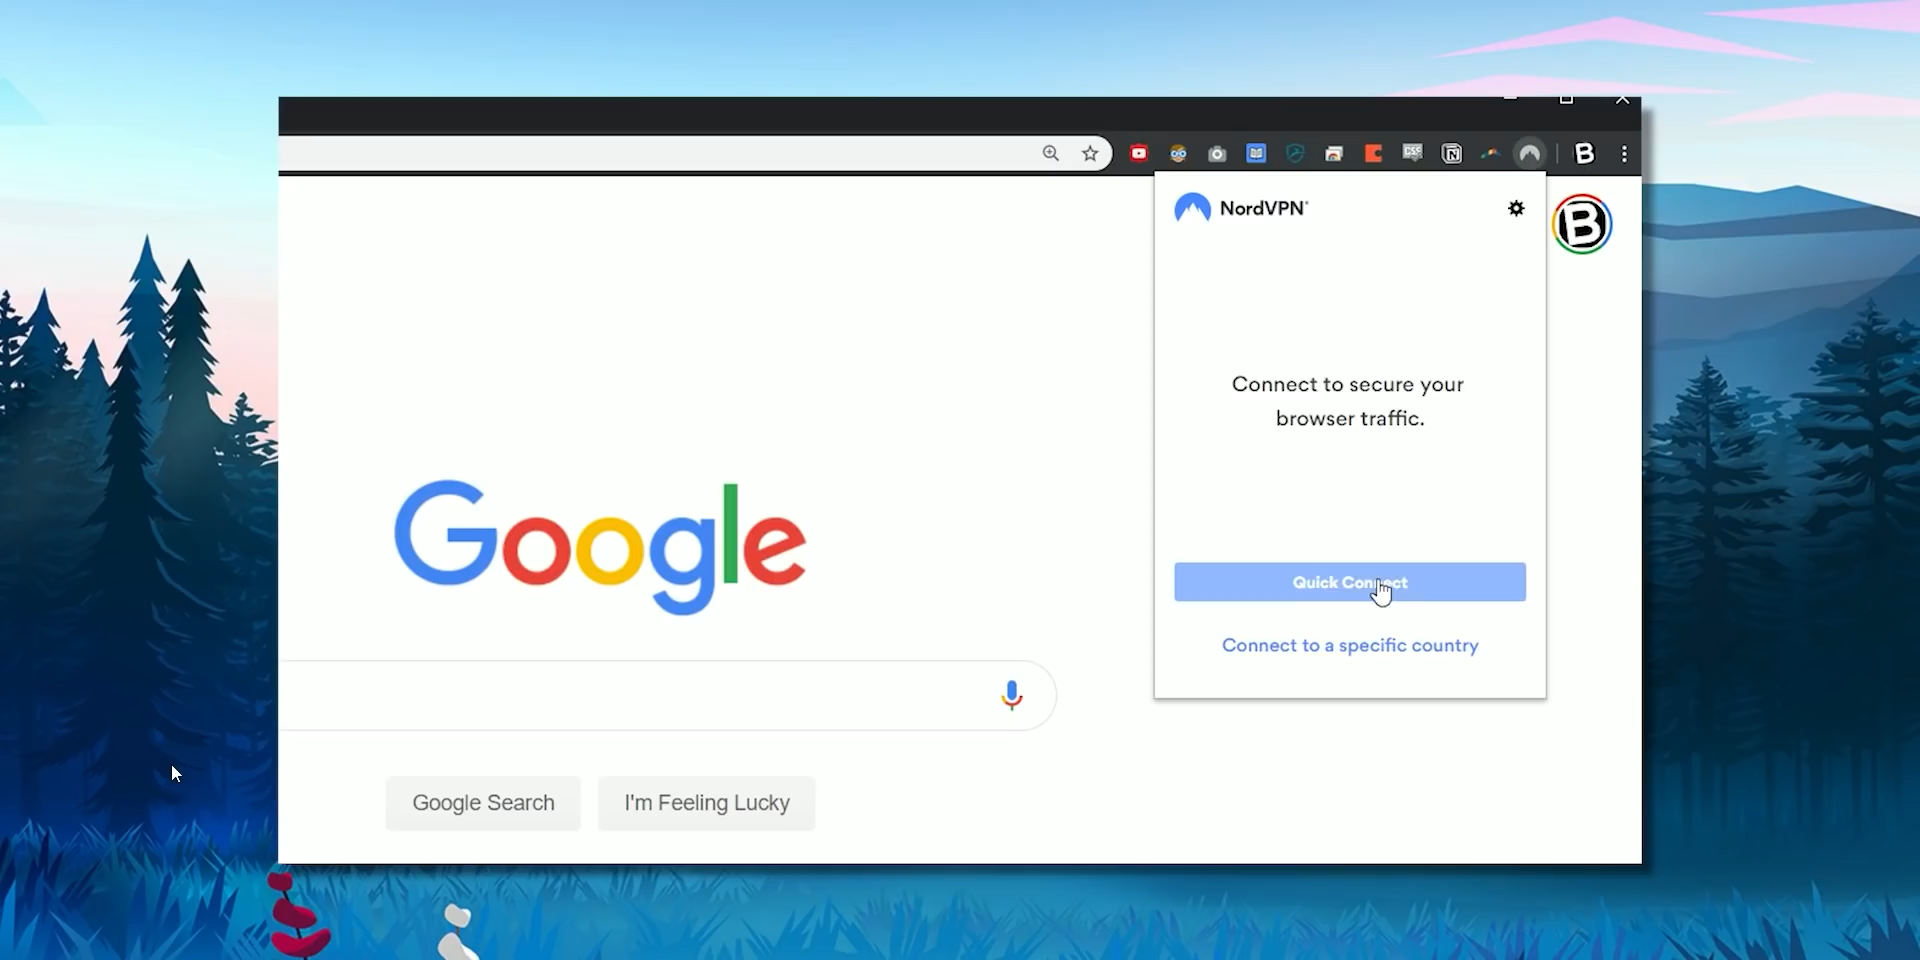 NordVPN®
Connect to secure your
browser traffic.
Google
Quick Connect
Connect to a specific country
Google Search
I'm Feeling Lucky